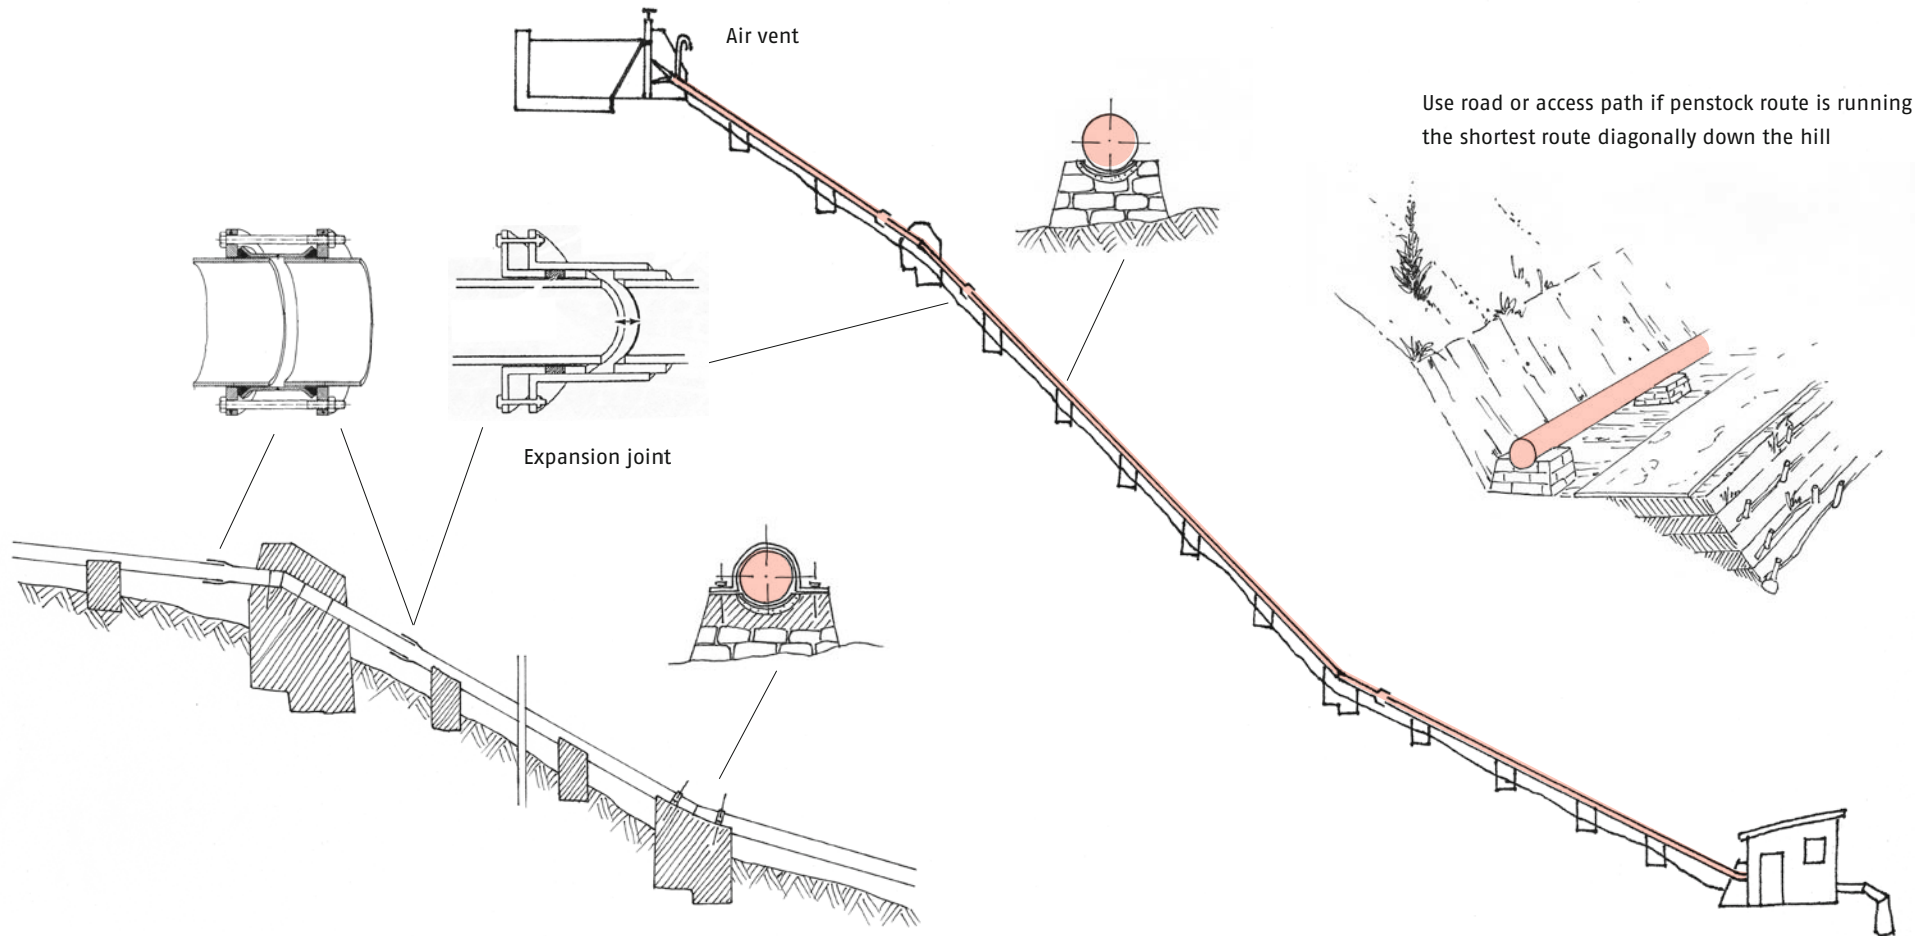 Air vent
Use road or access path if penstock route is running
the shortest route diagonally down the hill
Expansion joint